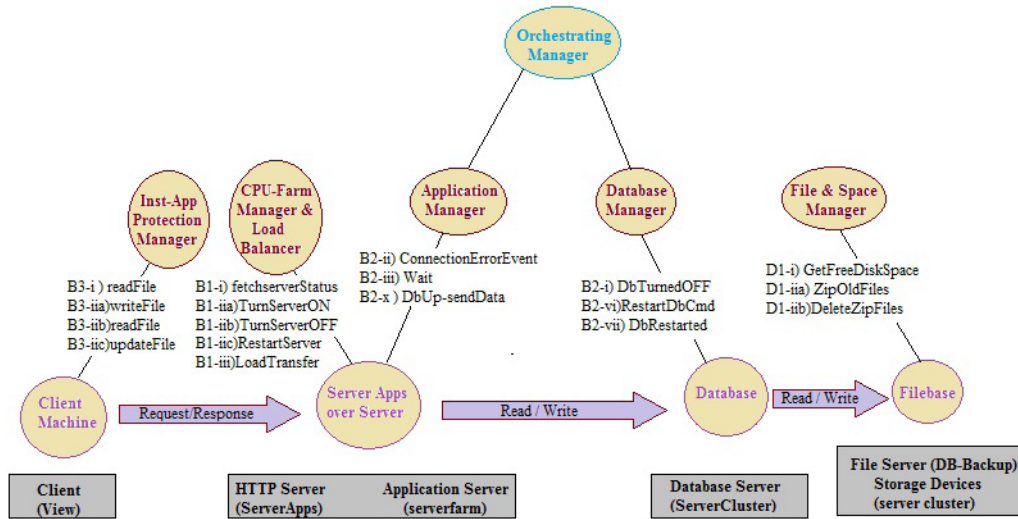 Orchestrating
Manager
Inst-App
Protection
Manager
CPU-Farm
Manager &
Load
Balancer
Application
Manager
Database
Manager
File & Space
Manager
B3-i ) readFile
B3-iia)writeFile
B3-iib)readFile
B3-iic)updateFile
B1-i) fetchserverStatus
B1-iia)TurnServerON
B1-iib)TurnServerOFF
B1-iic)RestartServer
B1-iii)LoadTransfer
B2-ii) ConnectionErrorEvent
B2-iii) Wait
B2-x ) DbUp-sendData
B2-i) DbTurnedOFF
B2-vi)RestartDbCmd
B2-vii) DbRestarted
D1-i) GetFreeDiskSpace
D1-iia) ZipOldFiles
D1-iib)DeleteZipFiles
Client
Machine
Request/Response
Server Apps
over Server
Read / Write
Database
Read / Write
Filebase
Client
(View)
HTTP Server
(ServerApps)
Application Server
(serverfarm)
Database Server
(ServerCluster)
File Server (DB-Backup)
Storage Devices
(server cluster)